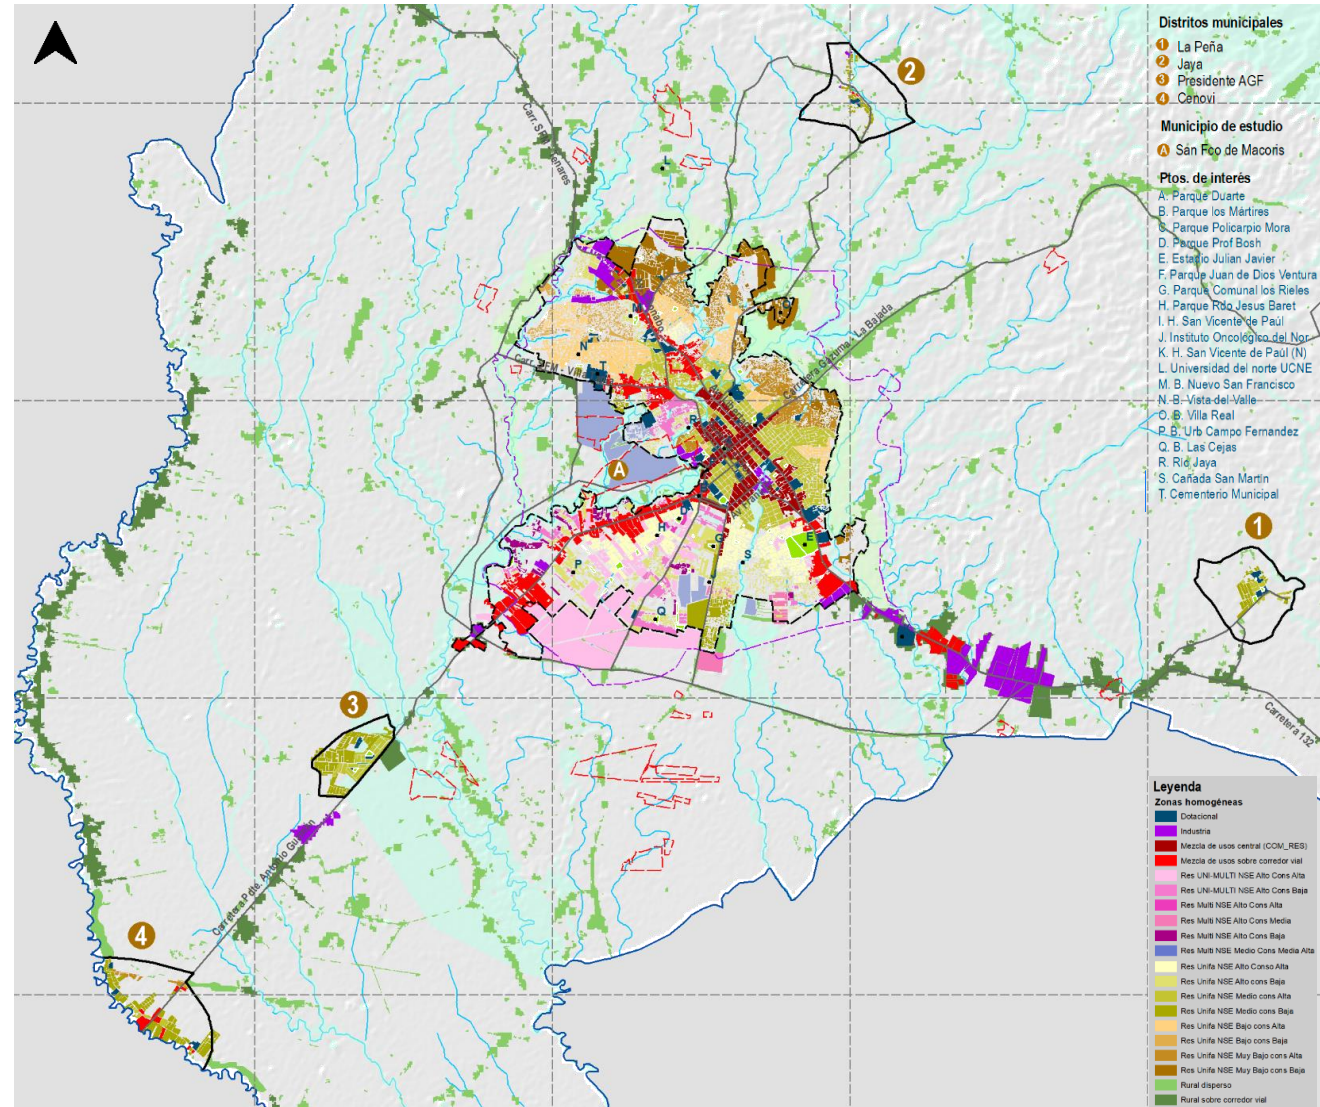 Distritos municipales
1 La Peña
2 Jaya
3 Presidente AGF
4 Cenovi
Municipio de estudio
A San Fco de Macoris
Ptos. de interés
A. Parque Duarte
B. Parque los Mártires
C. Parque Policarpio Mora
D. Parque Prof Bosh
E. Estadio Julian Javier
F. Parque Juan de Dios Ventura
G. Parque Comunal los Rieles
H. Parque Rdo Jesus Baret
I. H. San Vicente de Paúl
J. Instituto Oncológico del Nor
K. H. San Vicente de Paúl (N)
L. Universidad del norte UCNE
M. B. Nuevo San Francisco
N. B. Vista del Valle
O. B. Villa Real
P. B. Urb Campo Fernandez
Q. B. Las Cejas
R. Río Jaya
S. Cañada San Martin
T. Cementerio Municipal
2
L
Carretera Gazuma - La Bajada
M
N
T
Carr. SFM - Villa
R
A
H
G
E
S
P
Q
1
3
Carretera 132
Carretera Pdte. Antonio Guzmán
4
Leyenda
Zonas homogéneas
Dotacional
Industria
Mezcla de usos central (COM_RES)
Mezcla de usos sobre corredor vial
Res UNI-MULTI NSE Alto Cons Alta
Res UNI-MULTI NSE Alto Cons Baja
Res Multi NSE Alto Cons Alta
Res Multi NSE Alto Cons Media
Res Multi NSE Alto Cons Baja
Res Multi NSE Medio Cons Media Alta
Res Unifa NSE Alto Conso Alta
Res Unifa NSE Alto cons Baja
Res Unifa NSE Medio cons Alta
Res Unifa NSE Medio cons Baja
Res Unifa NSE Bajo cons Alta
Res Unifa NSE Bajo cons Baja
Res Unifa NSE Muy Bajo cons Alta
Res Unifa NSE Muy Bajo cons Baja
Rural disperso
Rural sobre corredor vial